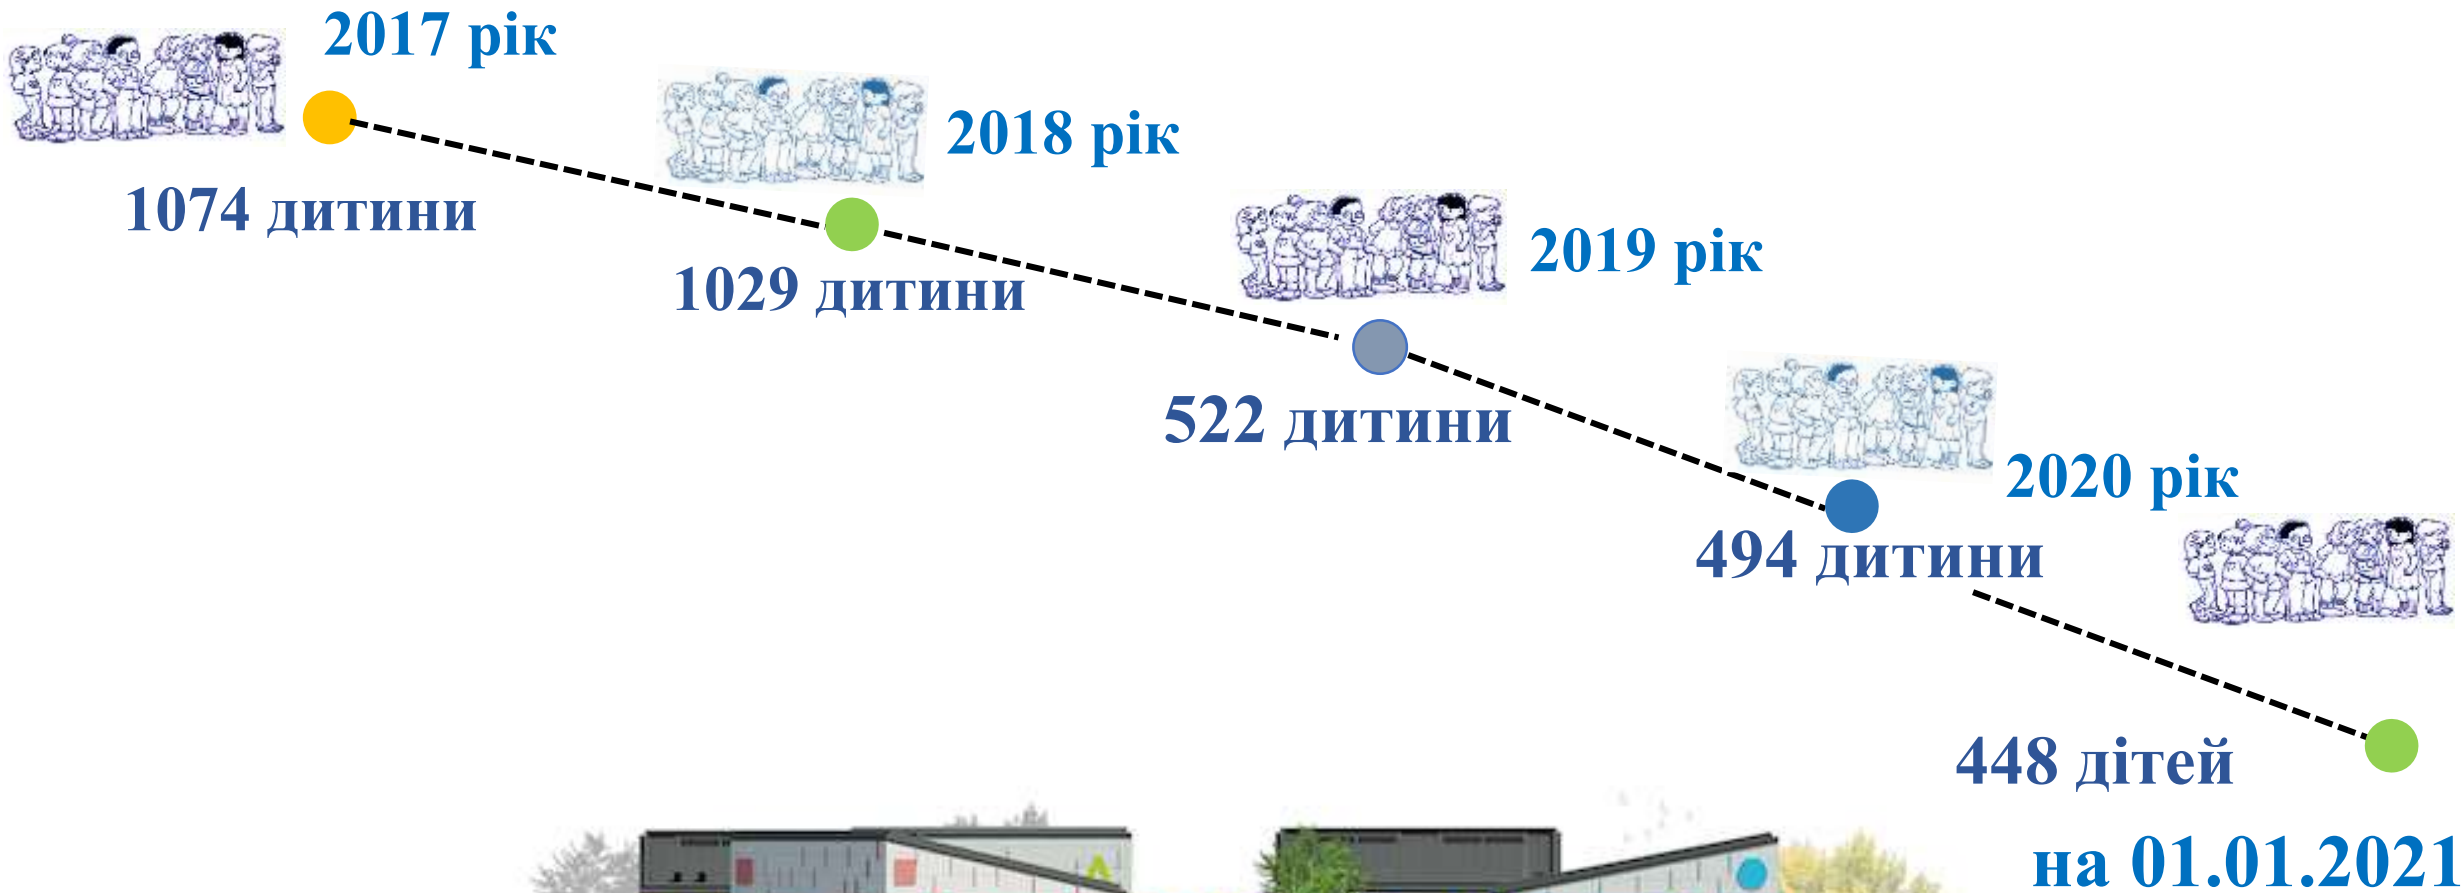 2017 рік
1074 дитини
2018 рік
1029 дитини
2019 рік
522 дитини
2020 рік
494 дитини
448 дітей
на 01.01.2021